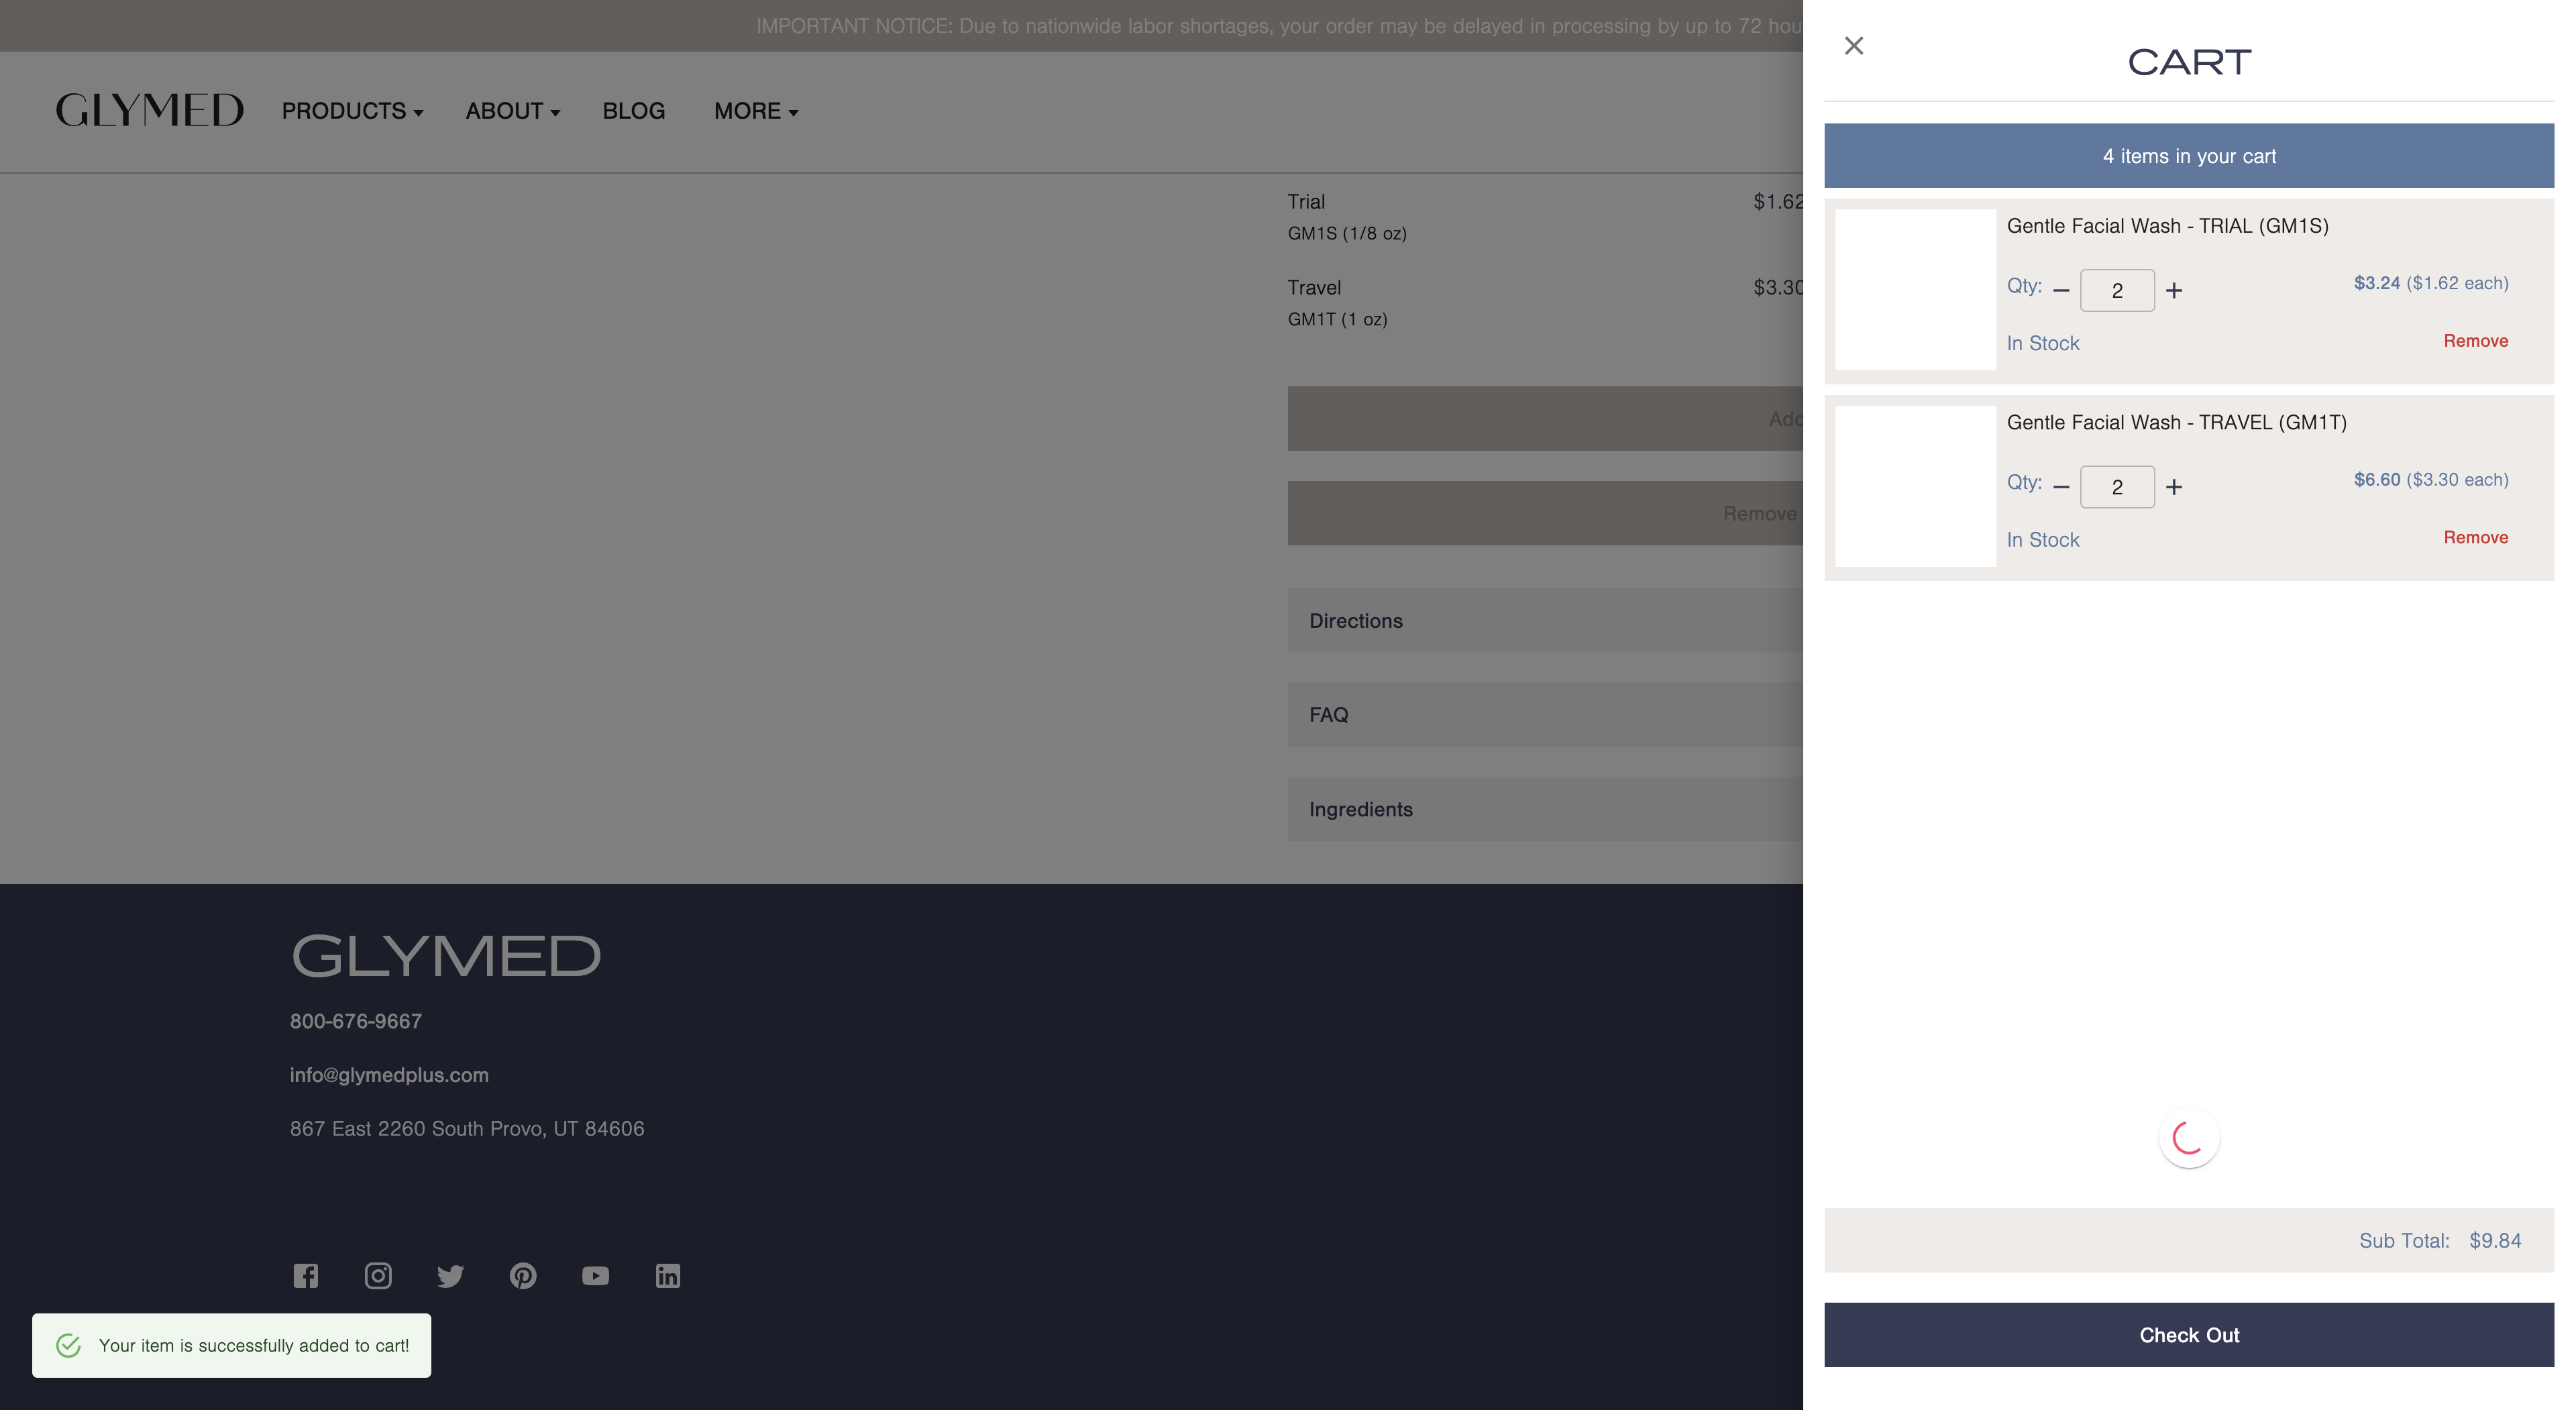 IMPORTANT NOTICE: Due to nationwide labor shortages, your order may be delayed in processing by up to 72
GLYMED
PRODUCTS
ABOUT
BLOG
MORE
Trial
$1.62
GM1S (1/8 oz)
Travel
$3.30
GM1T (1 oz)
Add
Remove
Directions
FAQ
Ingredients
GLYMED
800-676-9667
info@glymedplus.com
867 East 2260 South Provo, UT 84606
Your item is successfully added to cart!
CART
4 items in your cart
Gentle Facial Wash - TRIAL (GM1S)
Qty: − 2 +
$3.24 ($1.62 each)
In Stock
Remove
Gentle Facial Wash - TRAVEL (GM1T)
Qty: − 2 +
$6.60 ($3.30 each)
In Stock
Remove
Sub Total: $9.84
Check Out